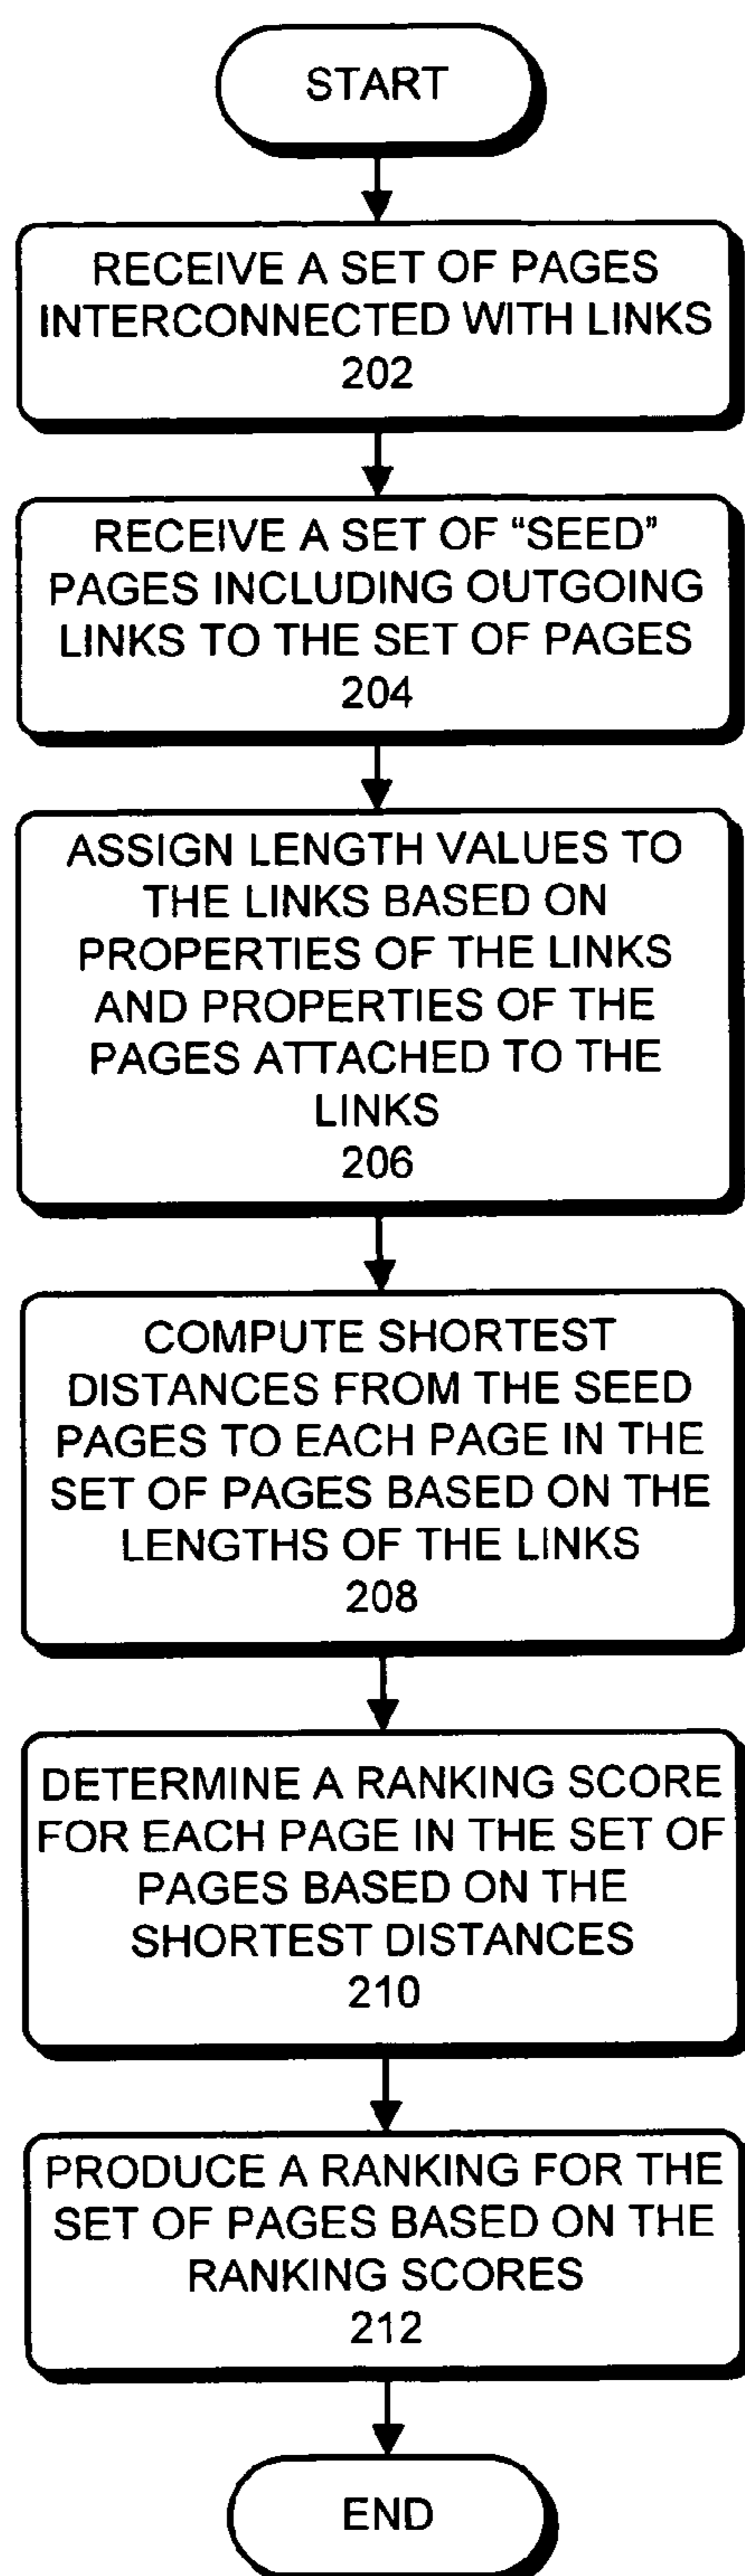 START
RECEIVE A SET OF PAGES
INTERCONNECTED WITH LINKS
202
RECEIVE A SET OF “SEED”
PAGES INCLUDING OUTGOING
LINKS TO THE SET OF PAGES
204
ASSIGN LENGTH VALUES TO
THE LINKS BASED ON
PROPERTIES OF THE LINKS
AND PROPERTIES OF THE
PAGES ATTACHED TO THE
LINKS
206
COMPUTE SHORTEST
DISTANCES FROM THE SEED
PAGES TO EACH PAGE IN THE
SET OF PAGES BASED ON THE
LENGTHS OF THE LINKS
208
DETERMINE A RANKING SCORE
FOR EACH PAGE IN THE SET OF
PAGES BASED ON THE
SHORTEST DISTANCES
210
PRODUCE A RANKING FOR THE
SET OF PAGES BASED ON THE
RANKING SCORES
212
END